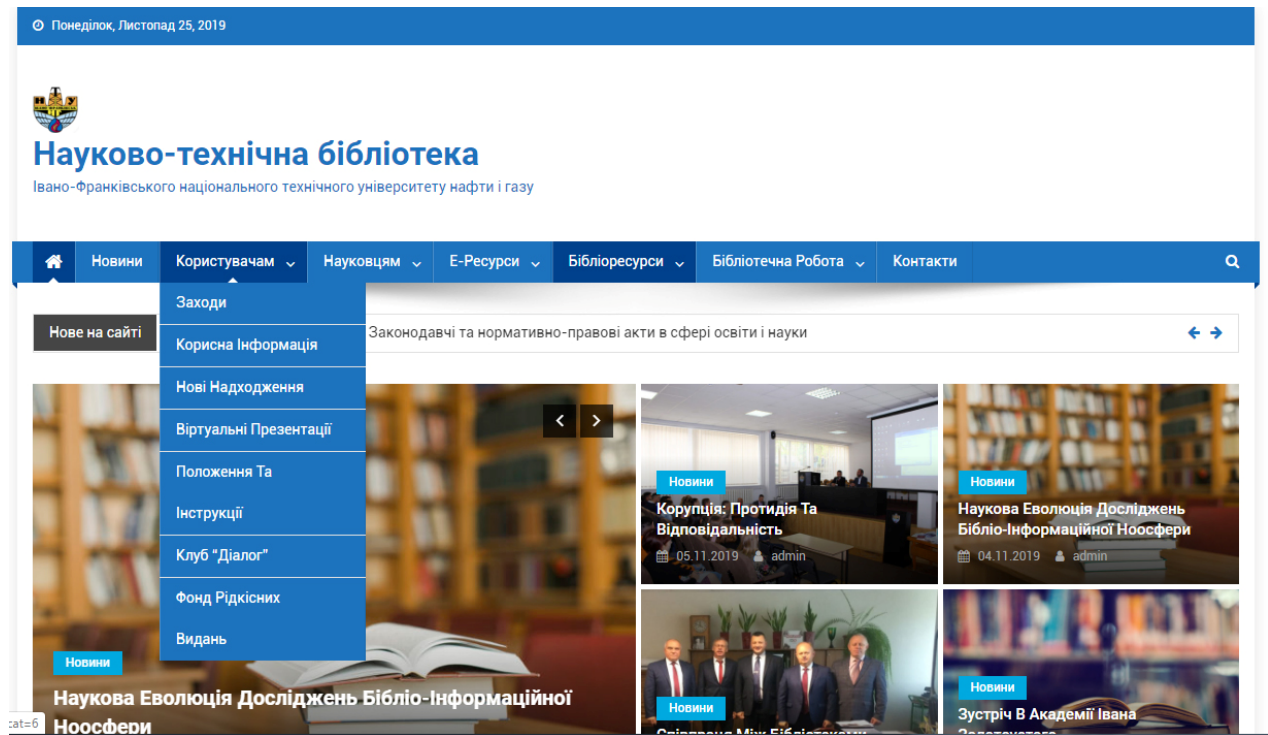 Понеділок, Листопад 25, 2019
Науково-технічна бібліотека
Івано-Франківського національного технічного університету нафти і газу
Новини Користувачам Науковцям Е-Ресурси Бібліоресурси Бібліотечна Робота Контакти
Заходи
Корисна Інформація
Нові Надходження
Віртуальні Презентації
Положення Та
Інструкції
Клуб “Діалог”
Фонд Рідкісних
Видань
Нове на сайті
Законодавчі та нормативно-правові акти в сфері освіти і науки
Новини
Наукова Еволюція Досліджень Бібліо-Інформаційної
Ноосфери
Новини
Корупція: Протидія Та
Відповідальність
05.11.2019 admin
Новини
Наукова Еволюція Досліджень
Бібліо-Інформаційної Ноосфери
04.11.2019 admin
Новини
Співпраця Між Бібліотеками
Новини
Зустріч В Академії Івана
Золотоустого
cat=6